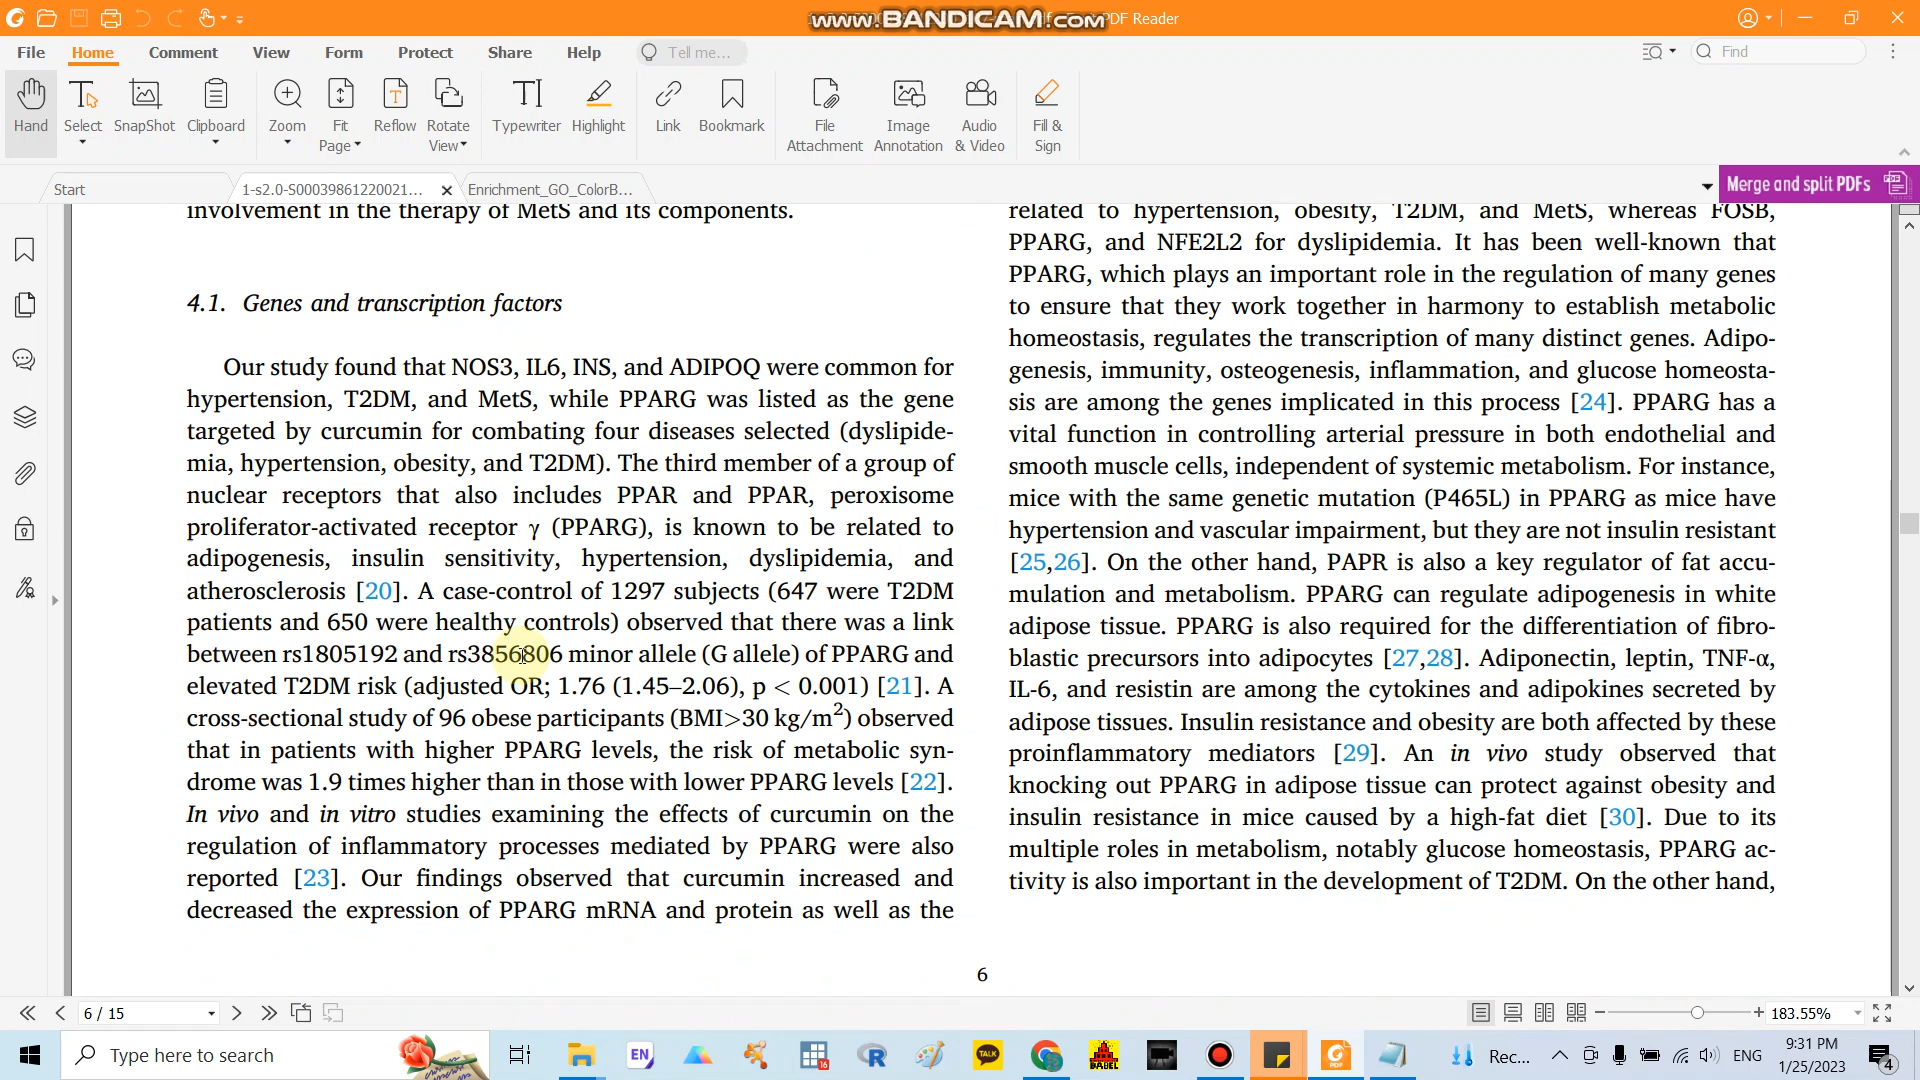 www.BANDICAM.com
PDF Reader
File Home Comment View Form Protect Share Help Tell me... Find
Hand Select SnapShot Clipboard Zoom Fit Page Reflow Rotate View Typewriter Highlight Link Bookmark File Attachment Image Annotation Audio & Video Fill & Sign
Start 1-s2.0-S00039861220021... Enrichment_GO_ColorB... Merge and split PDFs
involvement in the therapy of MetS and its components.
4.1. Genes and transcription factors
Our study found that NOS3, IL6, INS, and ADIPOQ were common for
hypertension, T2DM, and MetS, while PPARG was listed as the gene
targeted by curcumin for combating four diseases selected (dyslipide-
mia, hypertension, obesity, and T2DM). The third member of a group of
nuclear receptors that also includes PPAR and PPAR, peroxisome
proliferator-activated receptor γ (PPARG), is known to be related to
adipogenesis, insulin sensitivity, hypertension, dyslipidemia, and
atherosclerosis [20]. A case-control of 1297 subjects (647 were T2DM
patients and 650 were healthy controls) observed that there was a link
between rs1805192 and rs3856806 minor allele (G allele) of PPARG and
elevated T2DM risk (adjusted OR; 1.76 (1.45–2.06), p < 0.001) [21]. A
cross-sectional study of 96 obese participants (BMI>30 kg/m²) observed
that in patients with higher PPARG levels, the risk of metabolic syn-
drome was 1.9 times higher than in those with lower PPARG levels [22].
In vivo and in vitro studies examining the effects of curcumin on the
regulation of inflammatory processes mediated by PPARG were also
reported [23]. Our findings observed that curcumin increased and
decreased the expression of PPARG mRNA and protein as well as the
related to hypertension, obesity, T2DM, and MetS, whereas FOSB,
PPARG, and NFE2L2 for dyslipidemia. It has been well-known that
PPARG, which plays an important role in the regulation of many genes
to ensure that they work together in harmony to establish metabolic
homeostasis, regulates the transcription of many distinct genes. Adipo-
genesis, immunity, osteogenesis, inflammation, and glucose homeosta-
sis are among the genes implicated in this process [24]. PPARG has a
vital function in controlling arterial pressure in both endothelial and
smooth muscle cells, independent of systemic metabolism. For instance,
mice with the same genetic mutation (P465L) in PPARG as mice have
hypertension and vascular impairment, but they are not insulin resistant
[25,26]. On the other hand, PAPR is also a key regulator of fat accu-
mulation and metabolism. PPARG can regulate adipogenesis in white
adipose tissue. PPARG is also required for the differentiation of fibro-
blastic precursors into adipocytes [27,28]. Adiponectin, leptin, TNF-α,
IL-6, and resistin are among the cytokines and adipokines secreted by
adipose tissues. Insulin resistance and obesity are both affected by these
proinflammatory mediators [29]. An in vivo study observed that
knocking out PPARG in adipose tissue can protect against obesity and
insulin resistance in mice caused by a high-fat diet [30]. Due to its
multiple roles in metabolism, notably glucose homeostasis, PPARG ac-
tivity is also important in the development of T2DM. On the other hand,
6
6 / 15
183.55%
Type here to search
EN
16
TALK
BABEL
PDF
Rec...
ENG
9:31 PM
1/25/2023
4